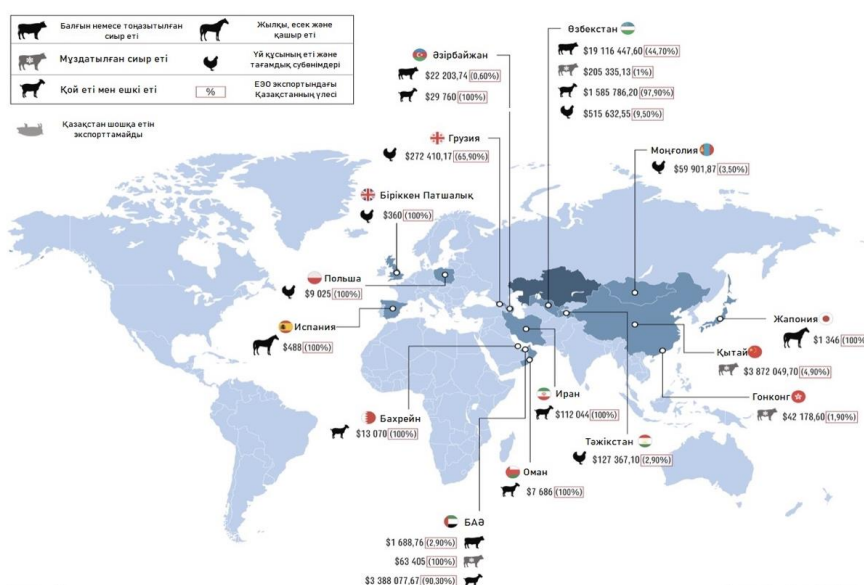 Балғын немесе тоңазытылған
сиыр еті
Жылқы, есек және
қашыр еті
Мұздатылған сиыр еті
Үй құсының еті және
тағамдық субөнімдері
Қой еті мен ешкі еті
%
ЕЭО экспортындағы
Қазақстанның үлесі
Қазақстан шошқа етін
экспорттамайды
Әзірбайжан
$22 203,74 (0,60%)
$29 760 (100%)
Өзбекстан
$19 116 447,60 (44,70%)
$205 335,13 (1%)
$1 585 786,20 (97,90%)
$515 632,55 (9,50%)
Грузия
$272 410,17 (65,90%)
Моңғолия
$59 901,87 (3,50%)
Біріккен Патшалық
$360 (100%)
Польша
$9 025 (100%)
Испания
$488 (100%)
Жапония
$1 346 (100%
Қытай
$3 872 049,70 (4,90%)
Гонконг
$42 178,60 (1,90%)
Иран
$112 044 (100%)
Бахрейн
$13 070 (100%)
Тажікстан
$127 367,10 (2,90%)
Оман
$7 686 (100%)
БАӘ
$1 688,76 (2,90%)
$63 405 (100%)
$3 388 077,67 (90,30%)